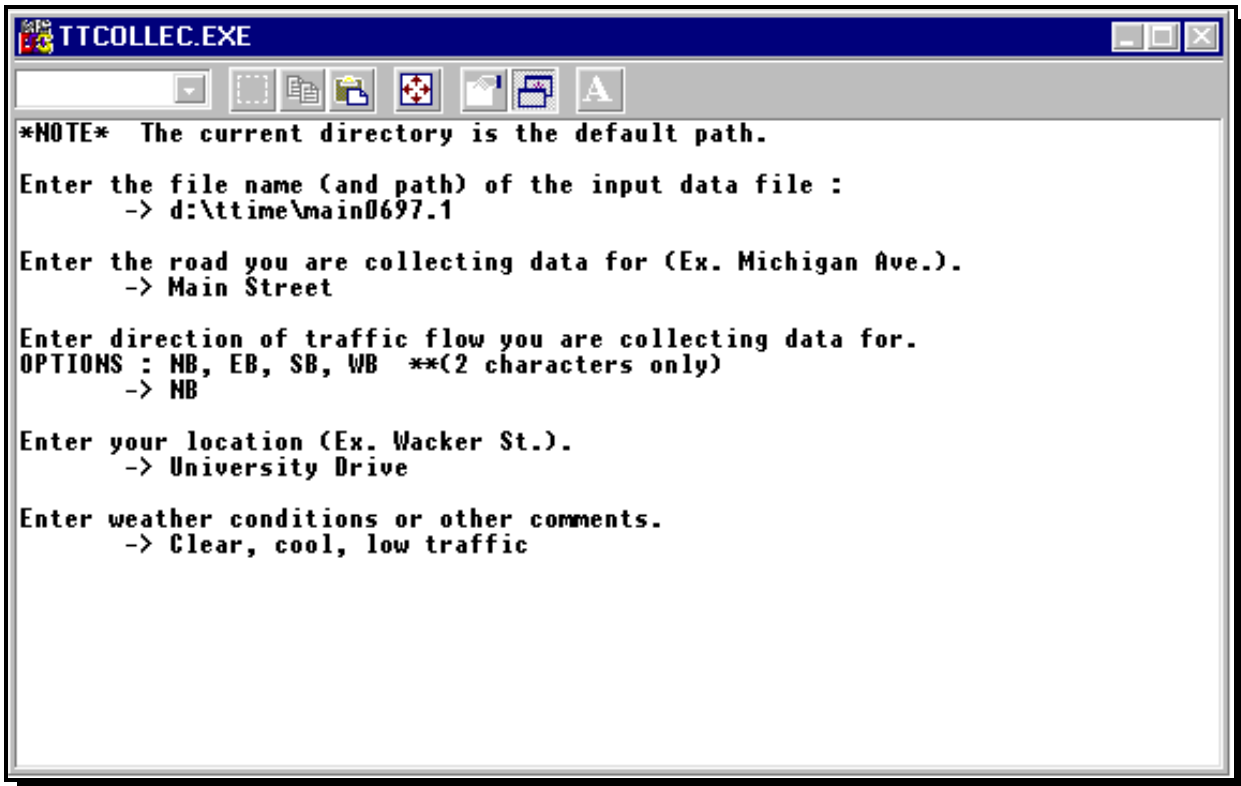 TTCOLLEC.EXE
A
*NOTE*  The current directory is the default path.
Enter the file name (and path) of the input data file :
-> d:\ttime\main0697.1
Enter the road you are collecting data for (Ex. Michigan Ave.).
-> Main Street
Enter direction of traffic flow you are collecting data for.
OPTIONS : NB, EB, SB, WB  **(2 characters only)
-> NB
Enter your location (Ex. Wacker St.).
-> University Drive
Enter weather conditions or other comments.
-> Clear, cool, low traffic